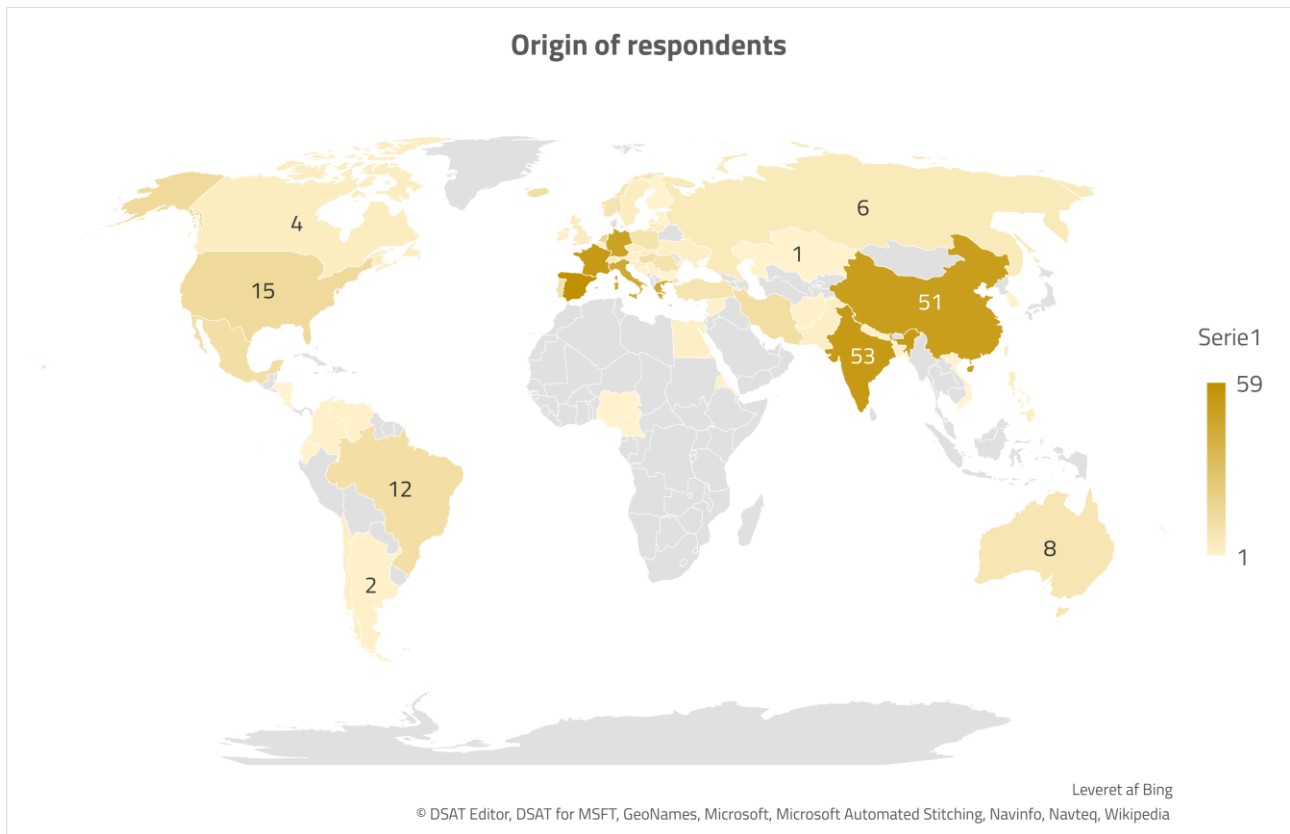 Origin of respondents
4
6
1
15
51
53
Serie1
59
12
8
1
2
Leveret af Bing
© DSAT Editor, DSAT for MSFT, GeoNames, Microsoft, Microsoft Automated Stitching, Navinfo, Navteq, Wikipedia